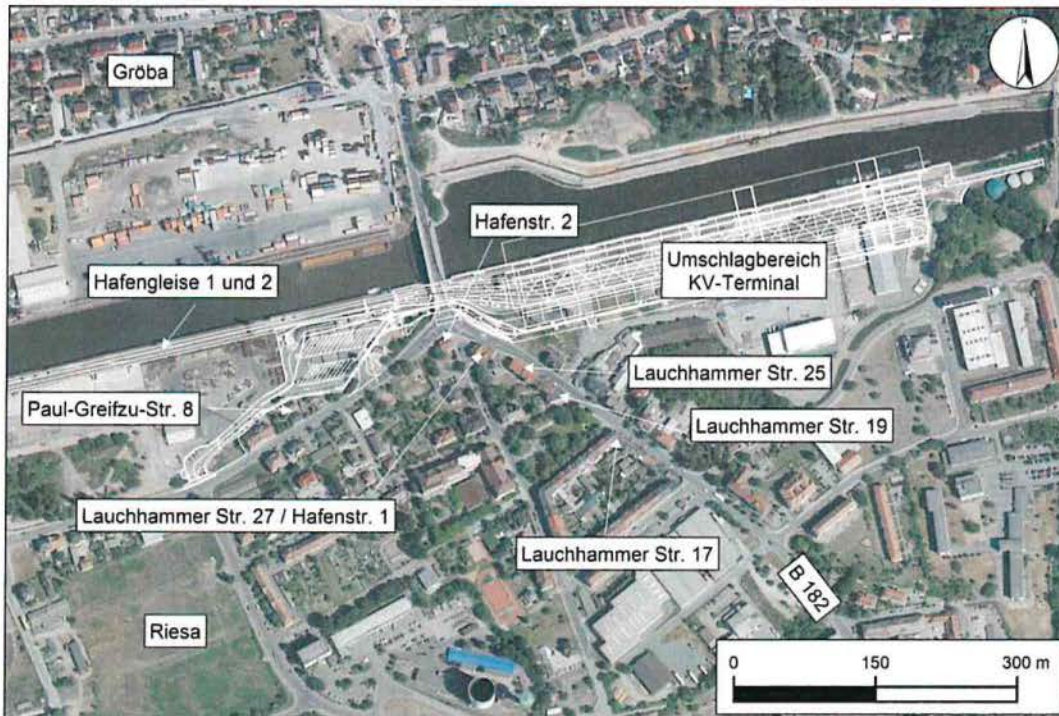 Gröba
N
Hafenstr. 2
Hafengleise 1 und 2
Umschlagbereich
KV-Terminal
Lauchhammer Str. 25
Paul-Greifzu-Str. 8
Lauchhammer Str. 19
Lauchhammer Str. 27 / Hafenstr. 1
Lauchhammer Str. 17
B 182
Riesa
0 150 300 m